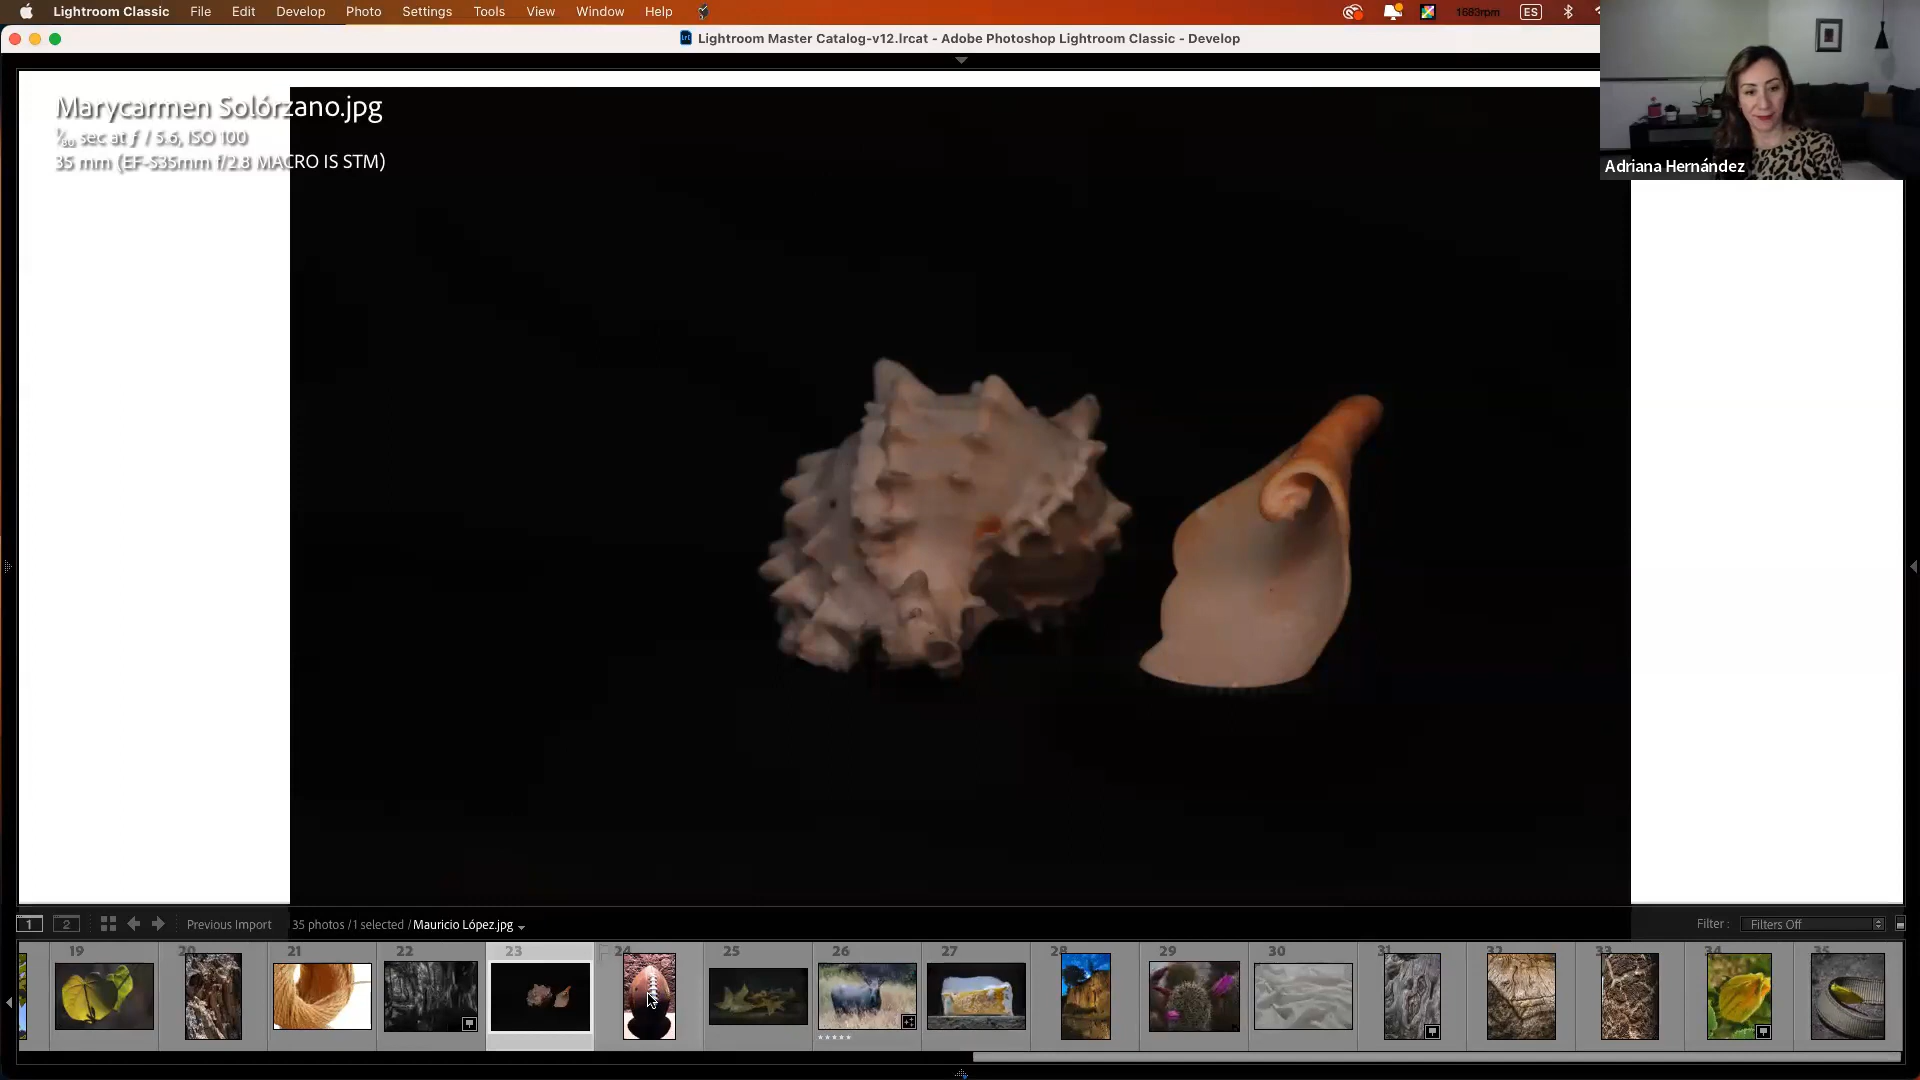 Lightroom Classic File Edit Develop Photo Settings Tools View Window Help 1683rpm ES
Lightroom Master Catalog-v12.lrcat - Adobe Photoshop Lightroom Classic - Develop
Marycarmen Solórzano.jpg
1/80 sec at ƒ / 5.6, ISO 100
35 mm (EF-S35mm f/2.8 MACRO IS STM)
Adriana Hernández
1 2 Previous Import 35 photos / 1 selected / Mauricio López.jpg Filter : Filters Off
19 20 21 22 23 24 25 26 27 28 29 30 31 32 33 34 35